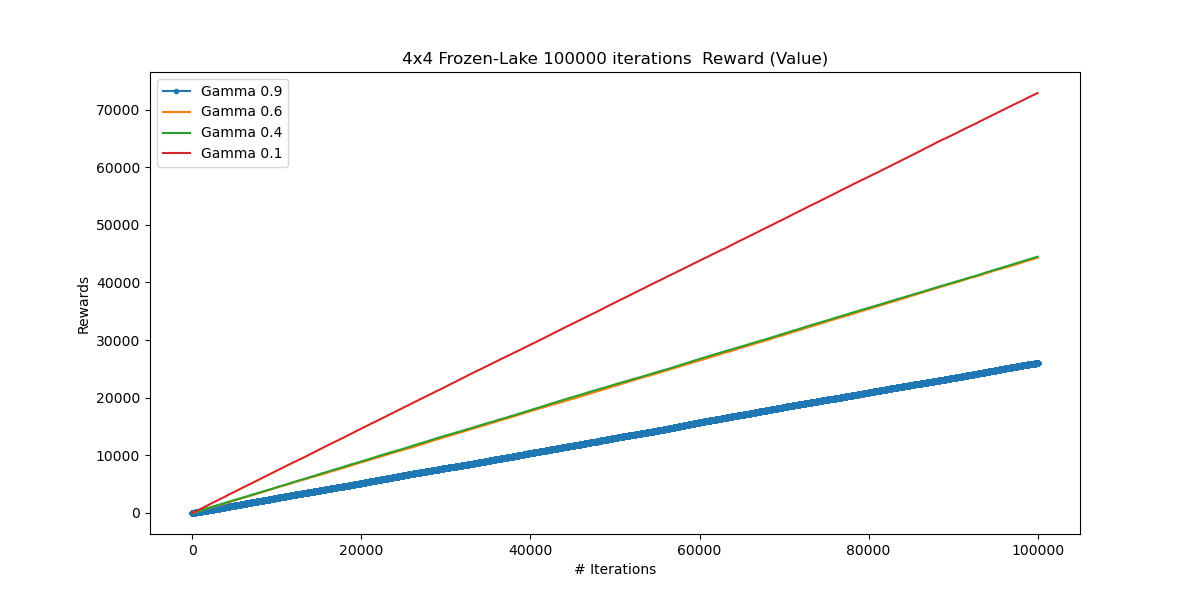 4x4 Frozen-Lake 100000 iterations  Reward (Value)
Gamma 0.9
Gamma 0.6
Gamma 0.4
Gamma 0.1
70000
60000
50000
40000
30000
20000
10000
0
Rewards
0 20000 40000 60000 80000 100000
# Iterations